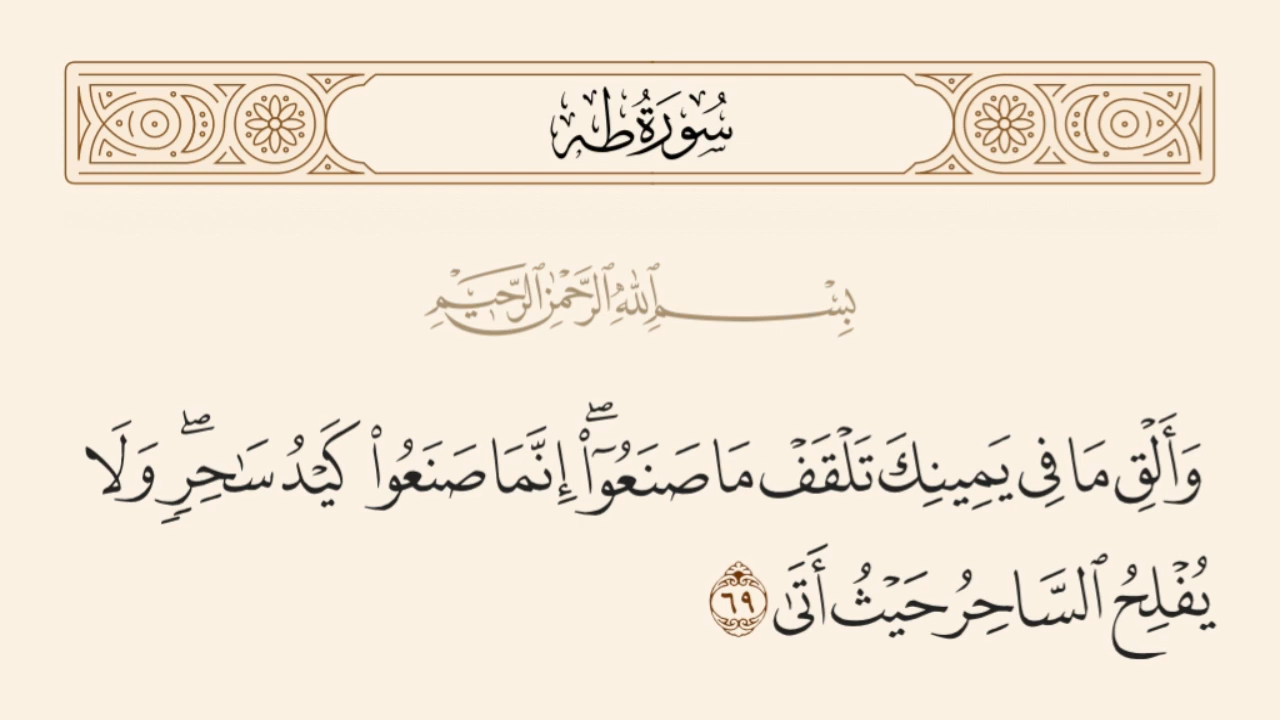 سُورَةُ طه
بِسْمِ ٱللَّهِ ٱلرَّحْمَٰنِ ٱلرَّحِيمِ
وَأَلْقِ مَا فِى يَمِينِكَ تَلْقَفْ مَا صَنَعُوٓا۟ ۖ إِنَّمَا صَنَعُوا۟ كَيْدُ سَٰحِرٍ ۖ وَلَا
يُفْلِحُ ٱلسَّاحِرُ حَيْثُ أَتَىٰ ٦٩